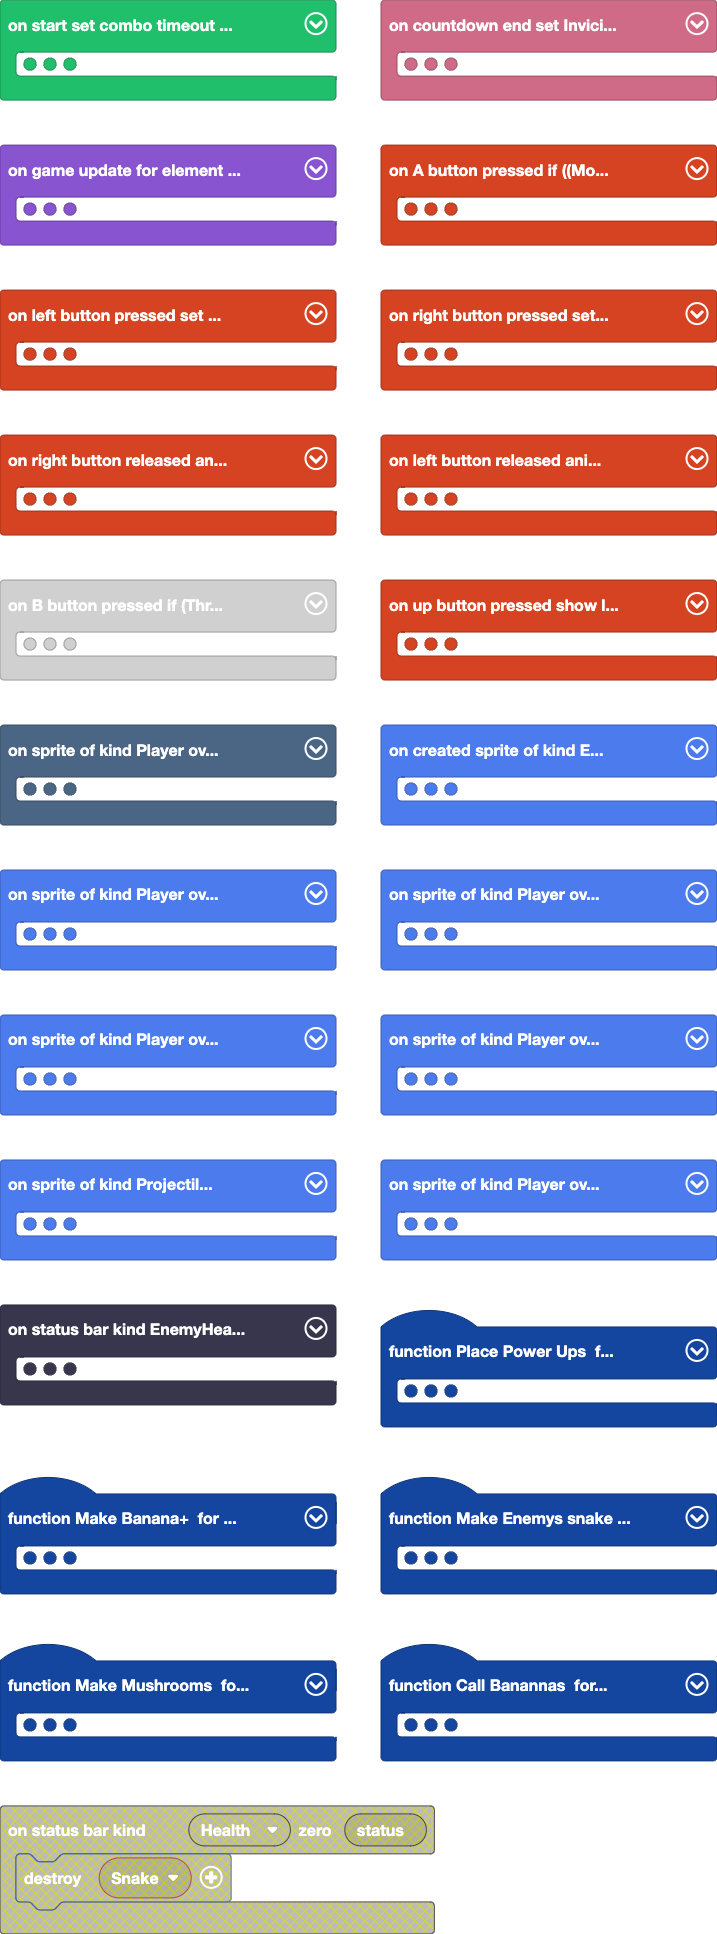 on start set combo timeout ...
on countdown end set Invici...
on game update for element ...
on A button pressed if ((Mo...
on left button pressed set ...
on right button pressed set...
on right button released an...
on left button released ani...
on B button pressed if (Thr...
on up button pressed show l...
on sprite of kind Player ov...
on created sprite of kind E...
on sprite of kind Player ov...
on sprite of kind Player ov...
on sprite of kind Player ov...
on sprite of kind Player ov...
on sprite of kind Projectil...
on sprite of kind Player ov...
on status bar kind EnemyHea...
function Place Power Ups f...
function Make Banana+ for ...
function Make Enemys snake ...
function Make Mushrooms fo...
function Call Banannas for...
on status bar kind Health zero status
destroy Snake